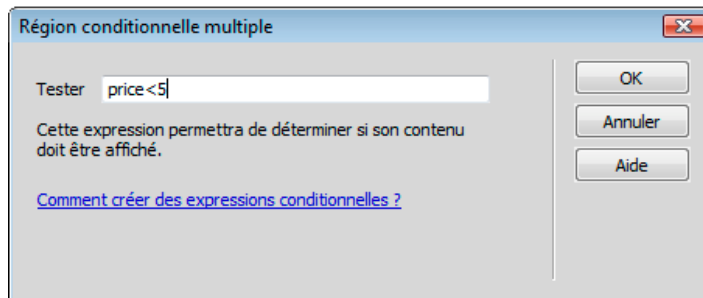 Région conditionnelle multiple
Tester price<5
Cette expression permettra de déterminer si son contenu
doit être affiché.
Comment créer des expressions conditionnelles ?
OK
Annuler
Aide